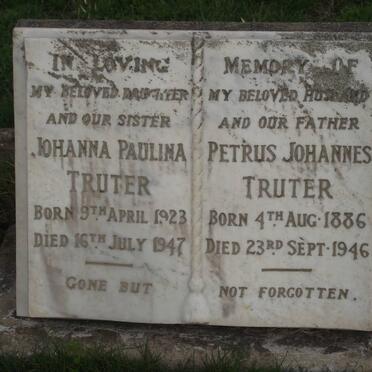 IN LOVING
MY BELOVED DAUGHTER
AND OUR SISTER
JOHANNA PAULINA
TRUTER
BORN 9TH APRIL 1923
DIED 16TH JULY 1947
GONE BUT
MEMORY OF
MY BELOVED HUSBAND
AND OUR FATHER
PETRUS JOHANNES
TRUTER
BORN 4TH AUG. 1886
DIED 23RD SEPT. 1946
NOT FORGOTTEN.